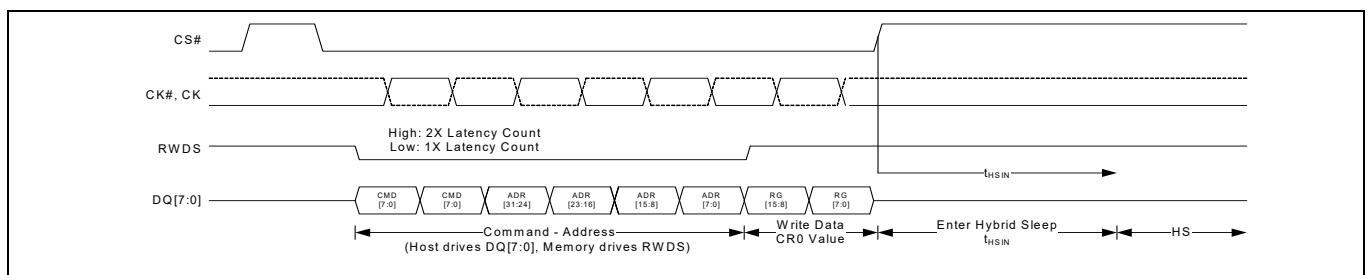 CS#
CK#, CK
High: 2X Latency Count
Low: 1X Latency Count
RWDS
tHSIN
DQ[7:0]
CMD [7:0] CMD [7:0] ADR [31:24] ADR [23:16] ADR [15:8] ADR [7:0] RG [15:8] RG [7:0]
Command - Address
(Host drives DQ[7:0], Memory drives RWDS)
Write Data
CR0 Value
Enter Hybrid Sleep
tHSIN
HS